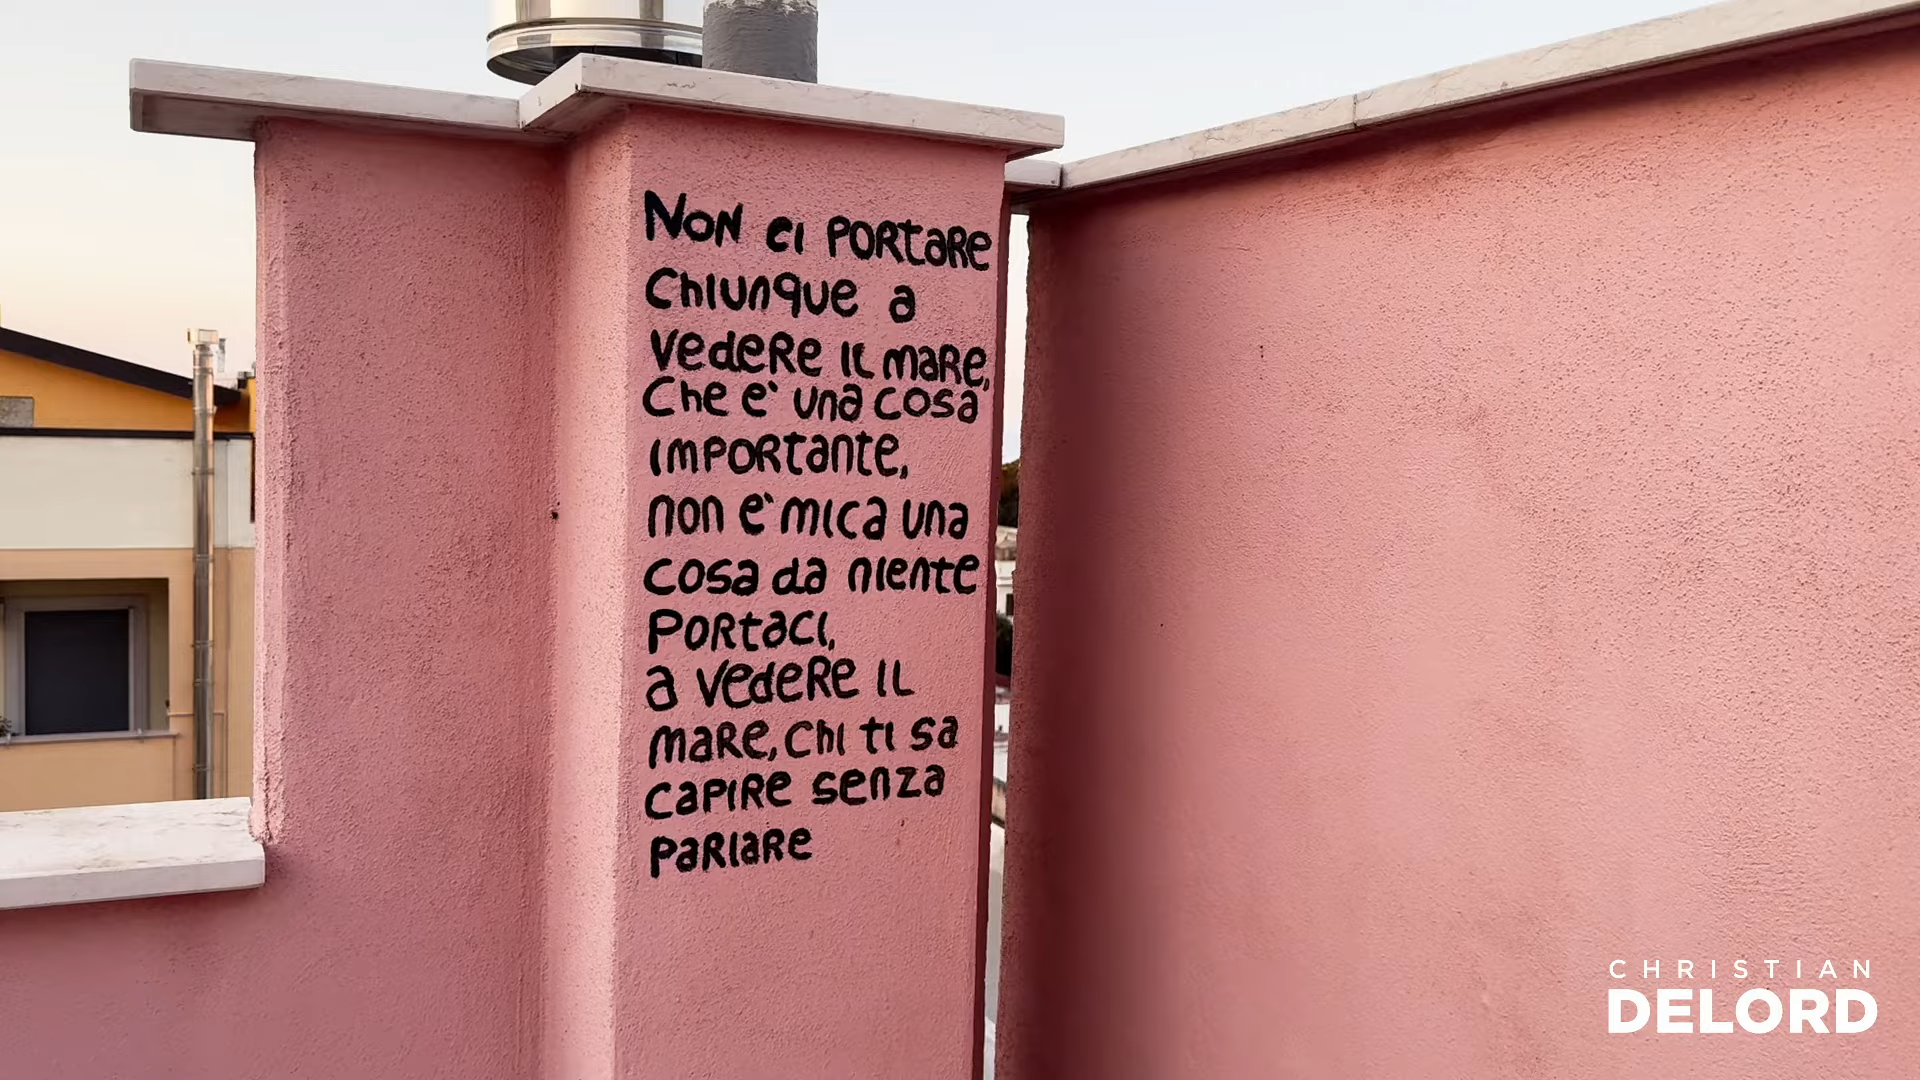 Non ci portare
chiunque a
vedere il mare,
che e' una cosa
importante,
non e' mica una
cosa da niente
portaci,
a vedere il
mare, chi ti sa
capire senza
parlare
CHRISTIAN
DELORD